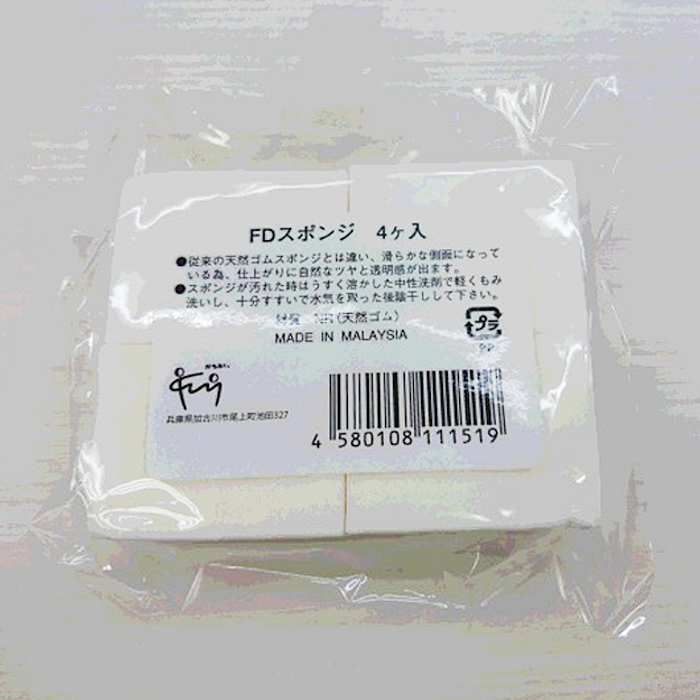 FDスポンジ 4ヶ入
●従来の天然ゴムスポンジとは違い、滑らかな側面になって
いる為、仕上がりに自然なツヤと透明感が出ます。
●スポンジが汚れた時はうすく溶かした中性洗剤で軽くもみ
洗いし、十分すすいで水気を取った後陰干しして下さい。
材質 NR(天然ゴム)
MADE IN MALAYSIA
プラ
PP
兵庫県加古川市尾上町池田327
4 580108 111519